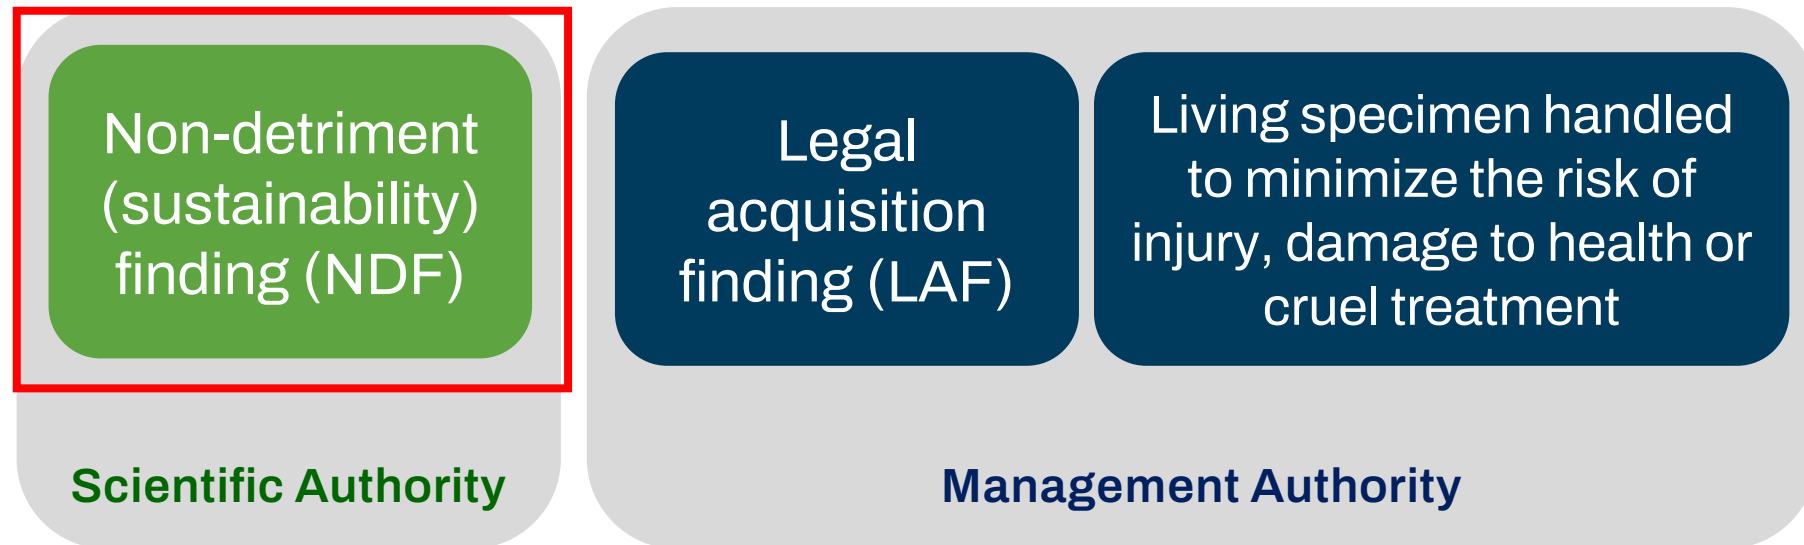 Non-detriment
(sustainability)
finding (NDF)
Legal
acquisition
finding (LAF)
Living specimen handled
to minimize the risk of
injury, damage to health or
cruel treatment
Scientific Authority
Management Authority